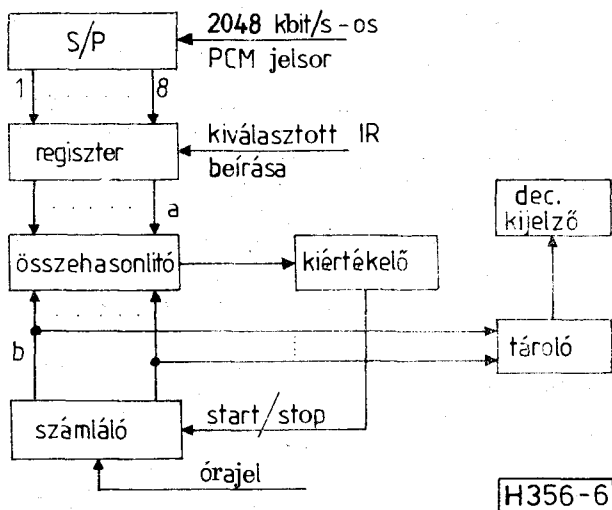 2048 kbit/s-os
S/P
PCM jelsor
1
8
kiválasztott IR
regiszter
beírása
a
dec.
kijelző
összehasonlító
kiértékelő
b
tároló
start/stop
számláló
órajel
H356-6